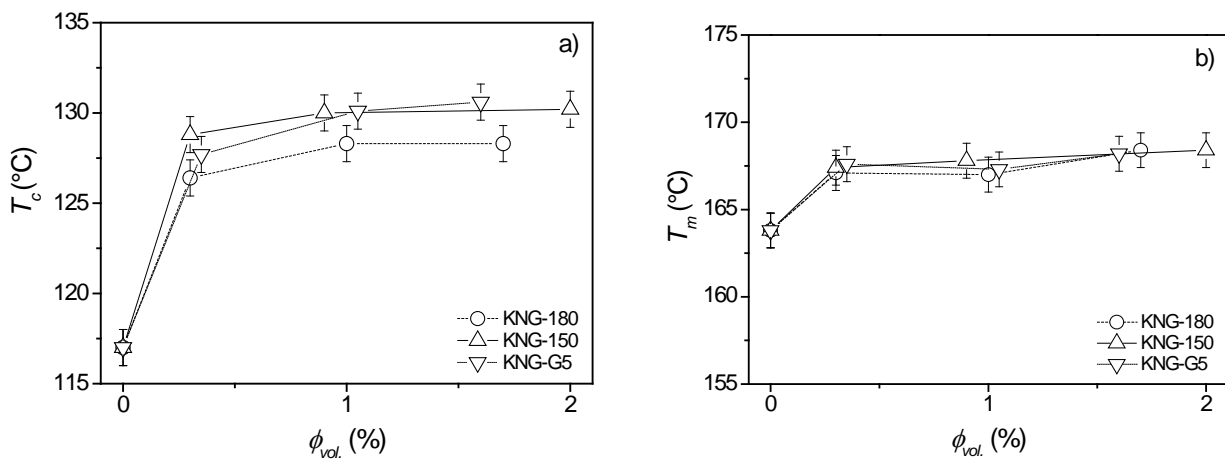 a)
135
130
125
120
115
T_c (°C)
0 1 2
ϕ_vol. (%)
KNG-180
KNG-150
KNG-G5
b)
175
170
165
160
155
T_m (°C)
0 1 2
ϕ_vol. (%)
KNG-180
KNG-150
KNG-G5